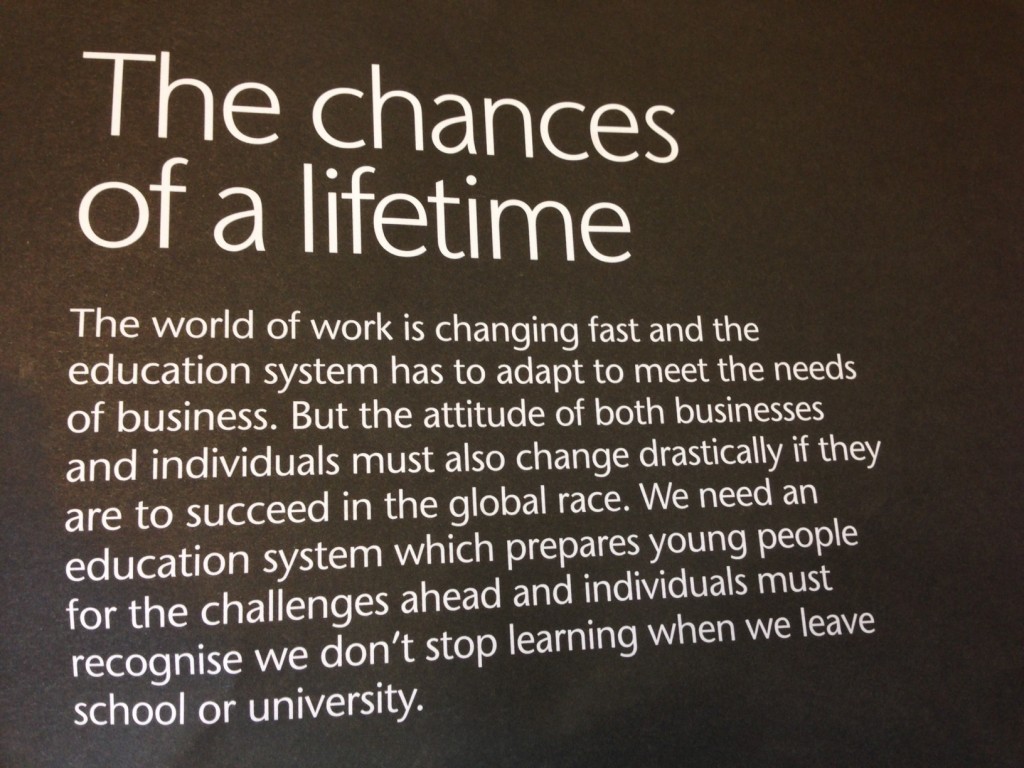 The chances
of a lifetime
The world of work is changing fast and the
education system has to adapt to meet the needs
of business. But the attitude of both businesses
and individuals must also change drastically if they
are to succeed in the global race. We need an
education system which prepares young people
for the challenges ahead and individuals must
recognise we don't stop learning when we leave
school or university.